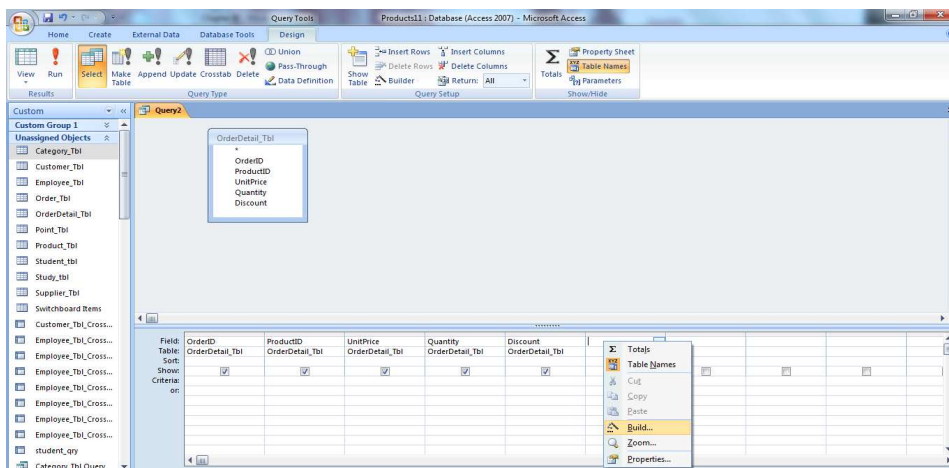 Query Tools
Products11 : Database (Access 2007) - Microsoft Access
Home Create External Data Database Tools Design
View
Run
Select
Make Table
Append
Update
Crosstab
Delete
Union
Pass-Through
Data Definition
Show Table
Insert Rows
Delete Rows
Builder
Insert Columns
Delete Columns
Return: All
Totals
Property Sheet
Table Names
Parameters
Results
Query Type
Query Setup
Show/Hide
Custom
Custom Group 1
Unassigned Objects
Category_Tbl
Customer_Tbl
Employee_Tbl
Order_Tbl
OrderDetail_Tbl
Point_Tbl
Product_Tbl
Student_tbl
Study_tbl
Supplier_Tbl
Switchboard Items
Customer_Tbl_Cross...
Employee_Tbl_Cross...
Employee_Tbl_Cross...
Employee_Tbl_Cross...
Employee_Tbl_Cross...
Employee_Tbl_Cross...
Employee_Tbl_Cross...
Employee_Tbl_Cross...
student_qry
Category_Tbl Query
Query2
OrderDetail_Tbl
*
OrderID
ProductID
UnitPrice
Quantity
Discount
Field: OrderID ProductID UnitPrice Quantity Discount
Table: OrderDetail_Tbl OrderDetail_Tbl OrderDetail_Tbl OrderDetail_Tbl OrderDetail_Tbl
Sort:
Show:
Criteria:
or:
Totals
Table Names
Cut
Copy
Paste
Build...
Zoom...
Properties...